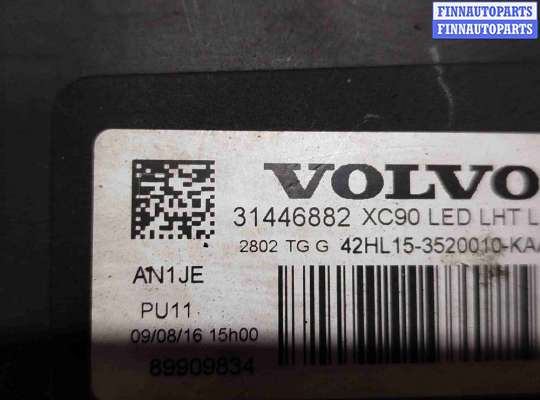 FINNAUTOPARTS
FINNAUTOPARTS
VOLVO
31446882 XC90 LED LHT L
2802 TG G 42HL15-3520010-KA
AN1JE
PU11
09/08/16 15h00
89909834